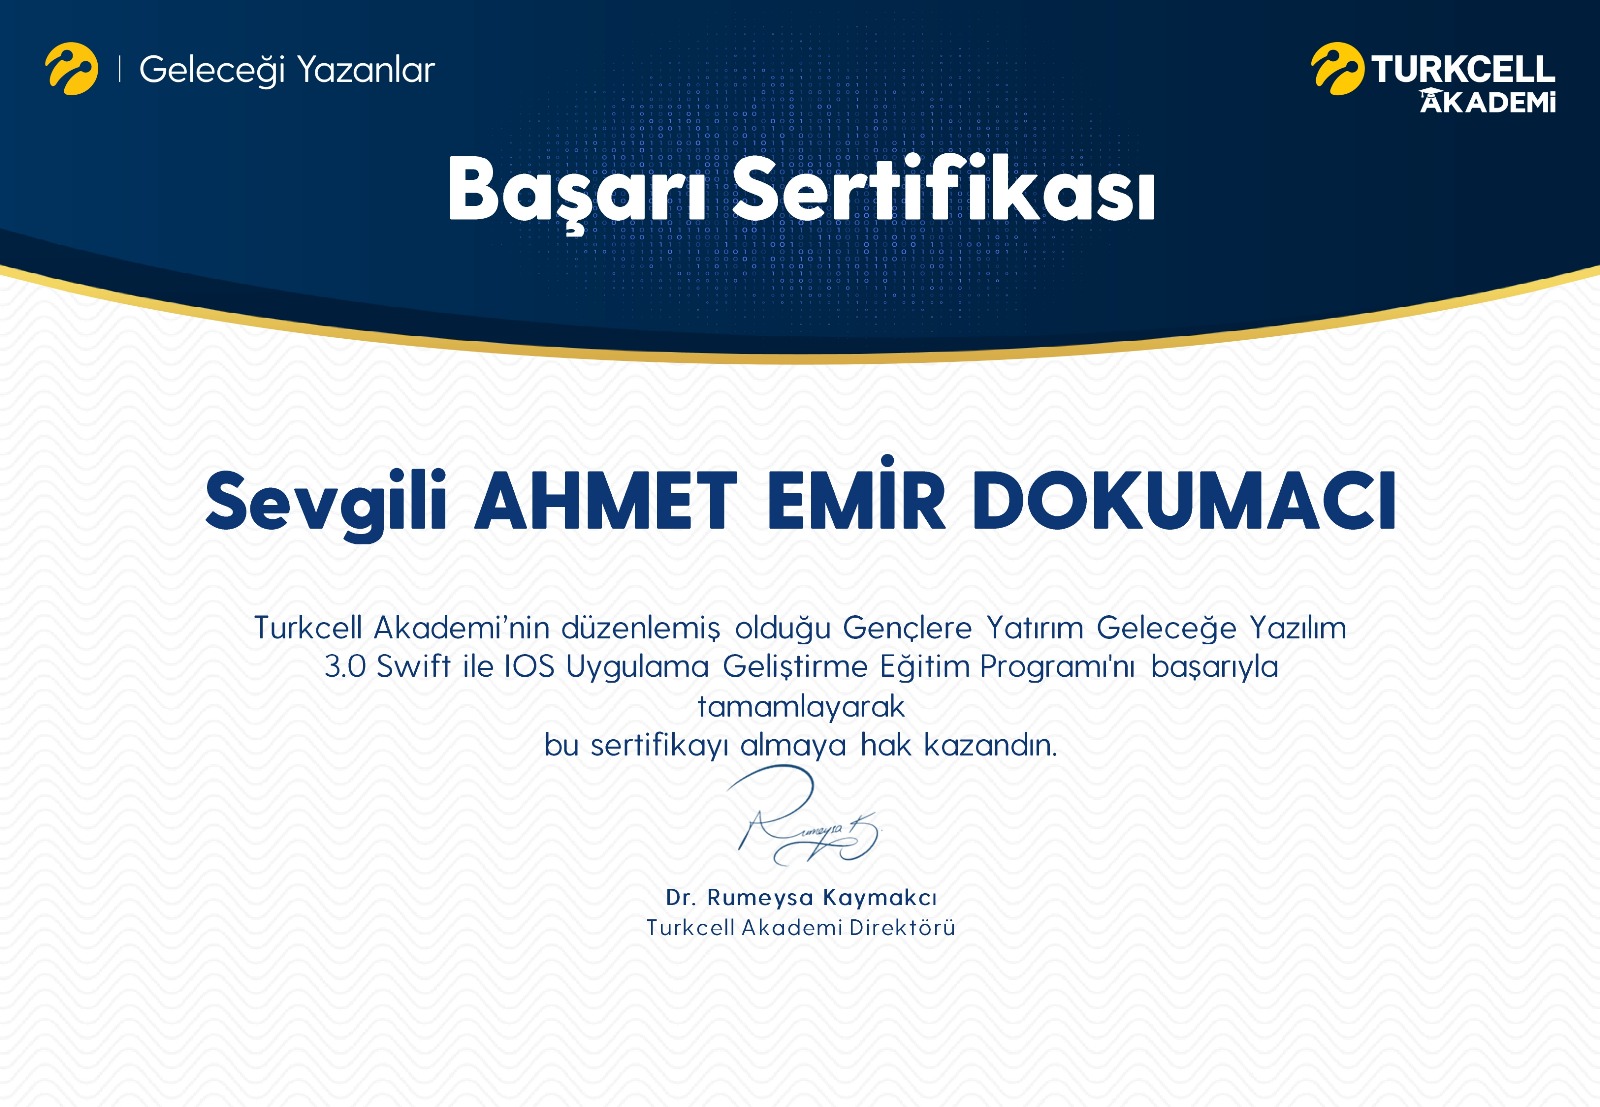 Geleceği Yazanlar
TURKCELL
AKADEMİ
Başarı Sertifikası
Sevgili AHMET EMİR DOKUMACI
Turkcell Akademi’nin düzenlemiş olduğu Gençlere Yatırım Geleceğe Yazılım
3.0 Swift ile IOS Uygulama Geliştirme Eğitim Programı'nı başarıyla
tamamlayarak
bu sertifikayı almaya hak kazandın.
Rumeysa K.
Dr. Rumeysa Kaymakcı
Turkcell Akademi Direktörü